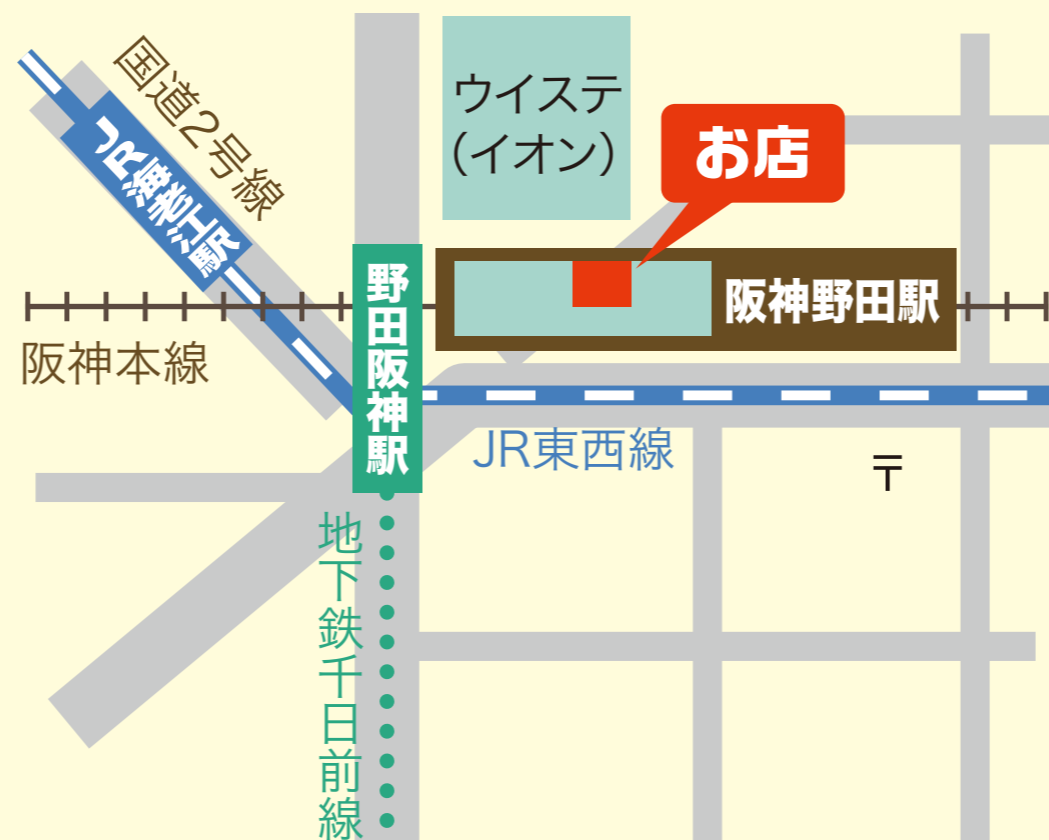 国道2号線
JR海老江駅
ウイステ
(イオン)
お店
野田阪神駅
阪神野田駅
阪神本線
JR東西線
〒
地下鉄千日前線